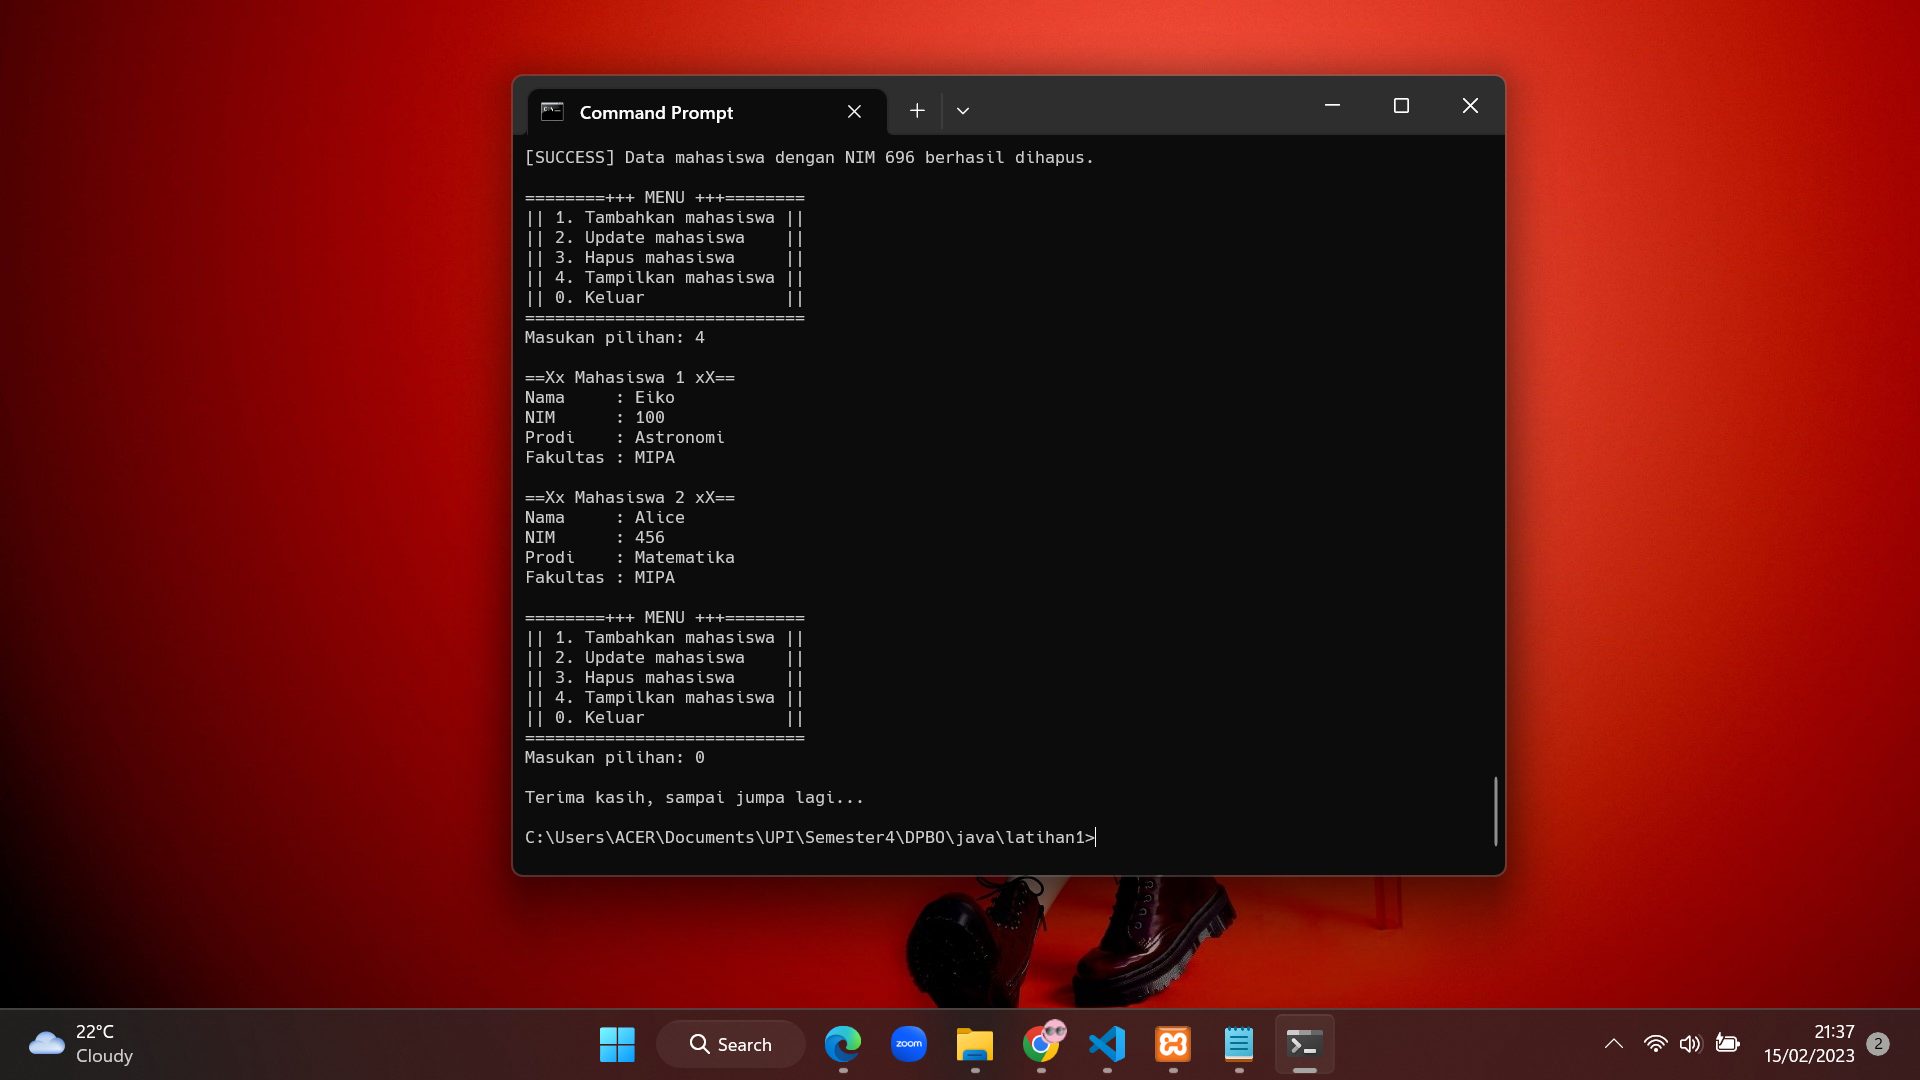 Command Prompt
[SUCCESS] Data mahasiswa dengan NIM 696 berhasil dihapus.
========+++ MENU +++========
|| 1. Tambahkan mahasiswa ||
|| 2. Update mahasiswa    ||
|| 3. Hapus mahasiswa     ||
|| 4. Tampilkan mahasiswa ||
|| 0. Keluar              ||
============================
Masukan pilihan: 4
==Xx Mahasiswa 1 xX==
Nama     : Eiko
NIM      : 100
Prodi    : Astronomi
Fakultas : MIPA
==Xx Mahasiswa 2 xX==
Nama     : Alice
NIM      : 456
Prodi    : Matematika
Fakultas : MIPA
========+++ MENU +++========
|| 1. Tambahkan mahasiswa ||
|| 2. Update mahasiswa    ||
|| 3. Hapus mahasiswa     ||
|| 4. Tampilkan mahasiswa ||
|| 0. Keluar              ||
============================
Masukan pilihan: 0
Terima kasih, sampai jumpa lagi...
C:\Users\ACER\Documents\UPI\Semester4\DPBO\java\latihan1>
22°C
Cloudy
Search
zoom
21:37
15/02/2023
2